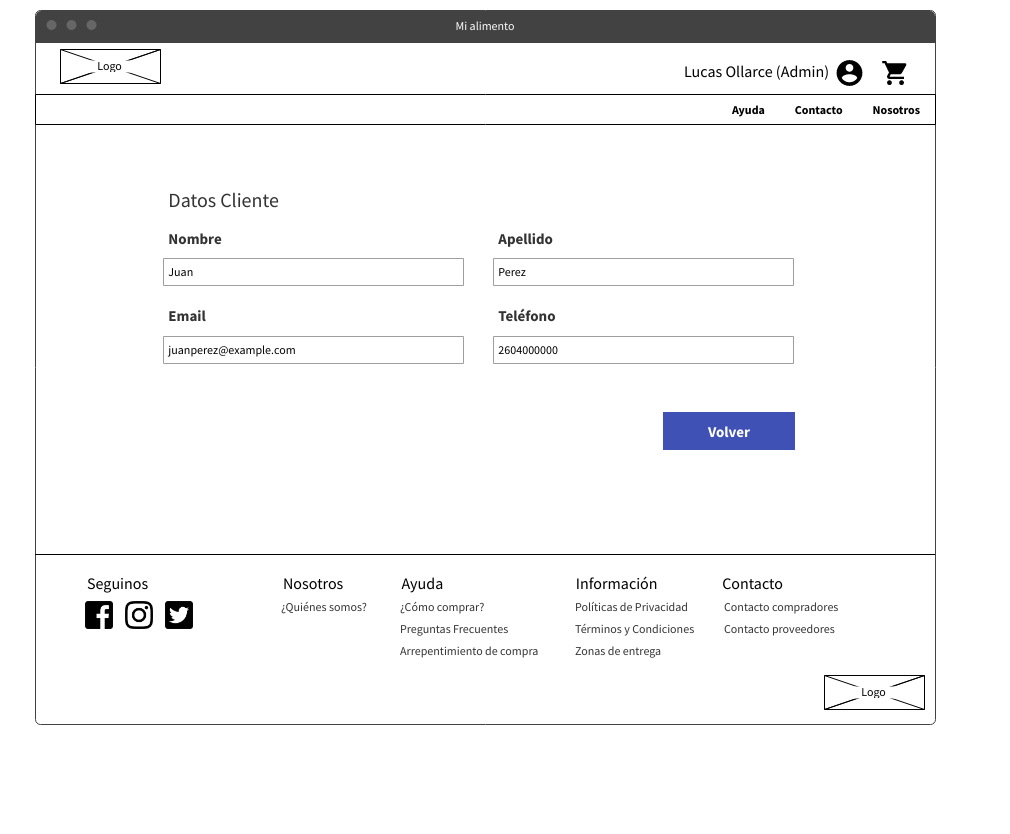 Mi alimento
Logo
Lucas Ollarce (Admin)
Ayuda
Contacto
Nosotros
Datos Cliente
Nombre
Apellido
Juan
Perez
Email
Teléfono
juanperez@example.com
2604000000
Volver
Seguinos
Nosotros
¿Quiénes somos?
Ayuda
¿Cómo comprar?
Preguntas Frecuentes
Arrepentimiento de compra
Información
Políticas de Privacidad
Términos y Condiciones
Zonas de entrega
Contacto
Contacto compradores
Contacto proveedores
Logo